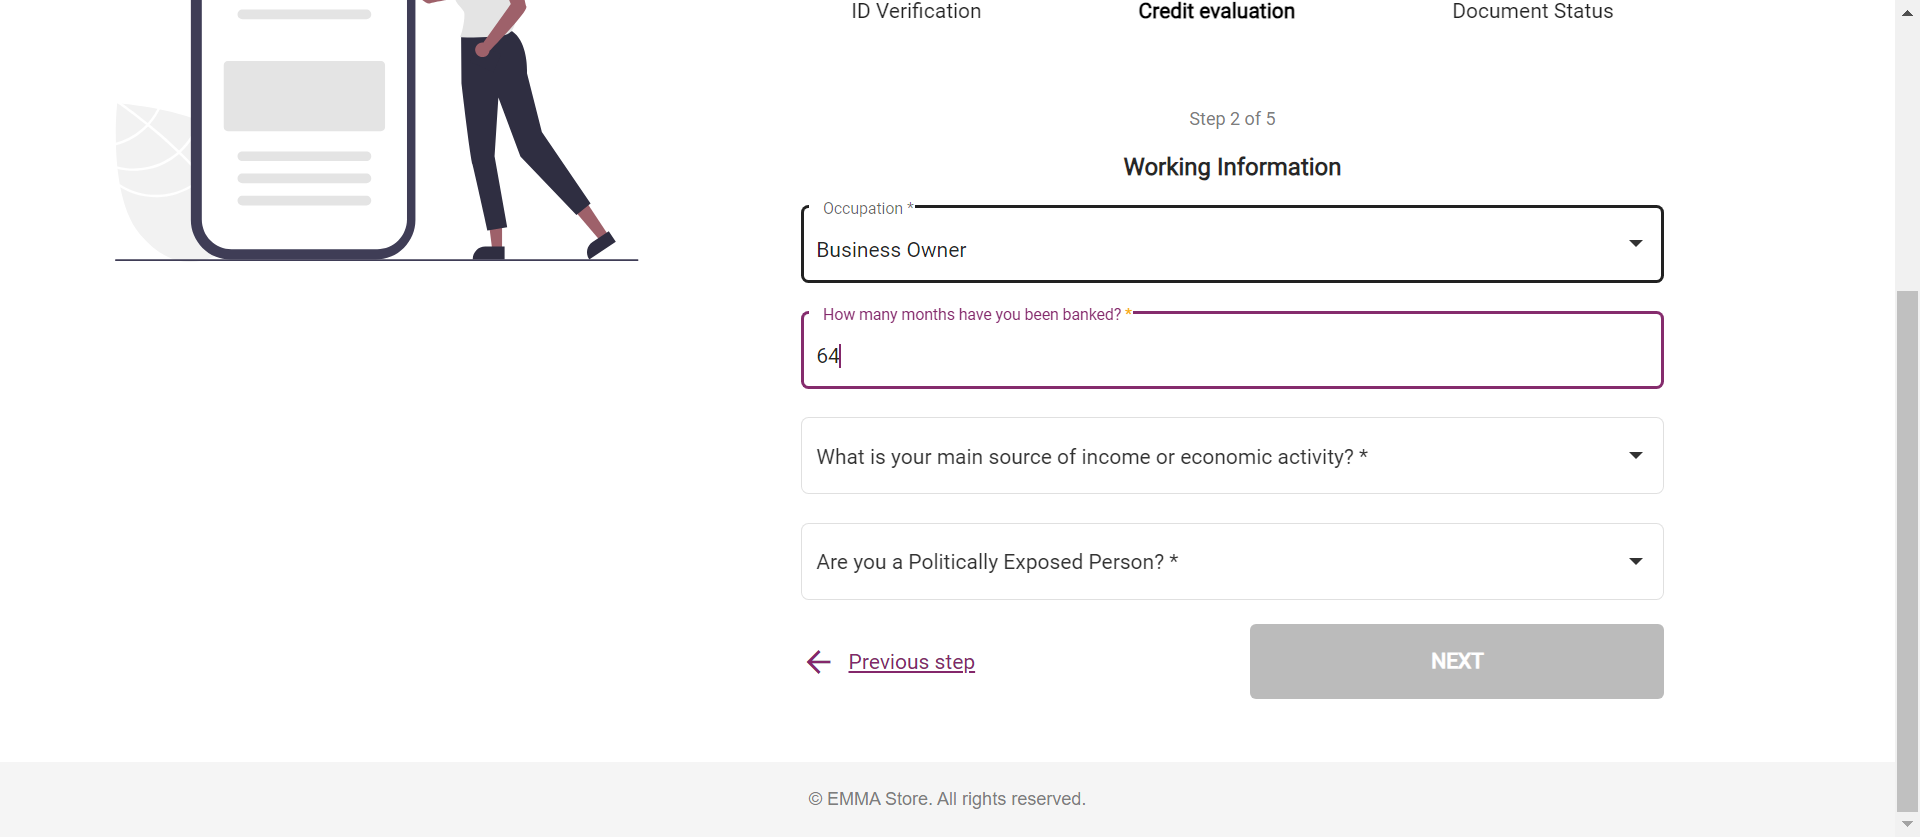 ID Verification
Credit evaluation
Document Status
Step 2 of 5
Working Information
Occupation *
Business Owner
How many months have you been banked? *
64
What is your main source of income or economic activity? *
Are you a Politically Exposed Person? *
Previous step
NEXT
© EMMA Store. All rights reserved.